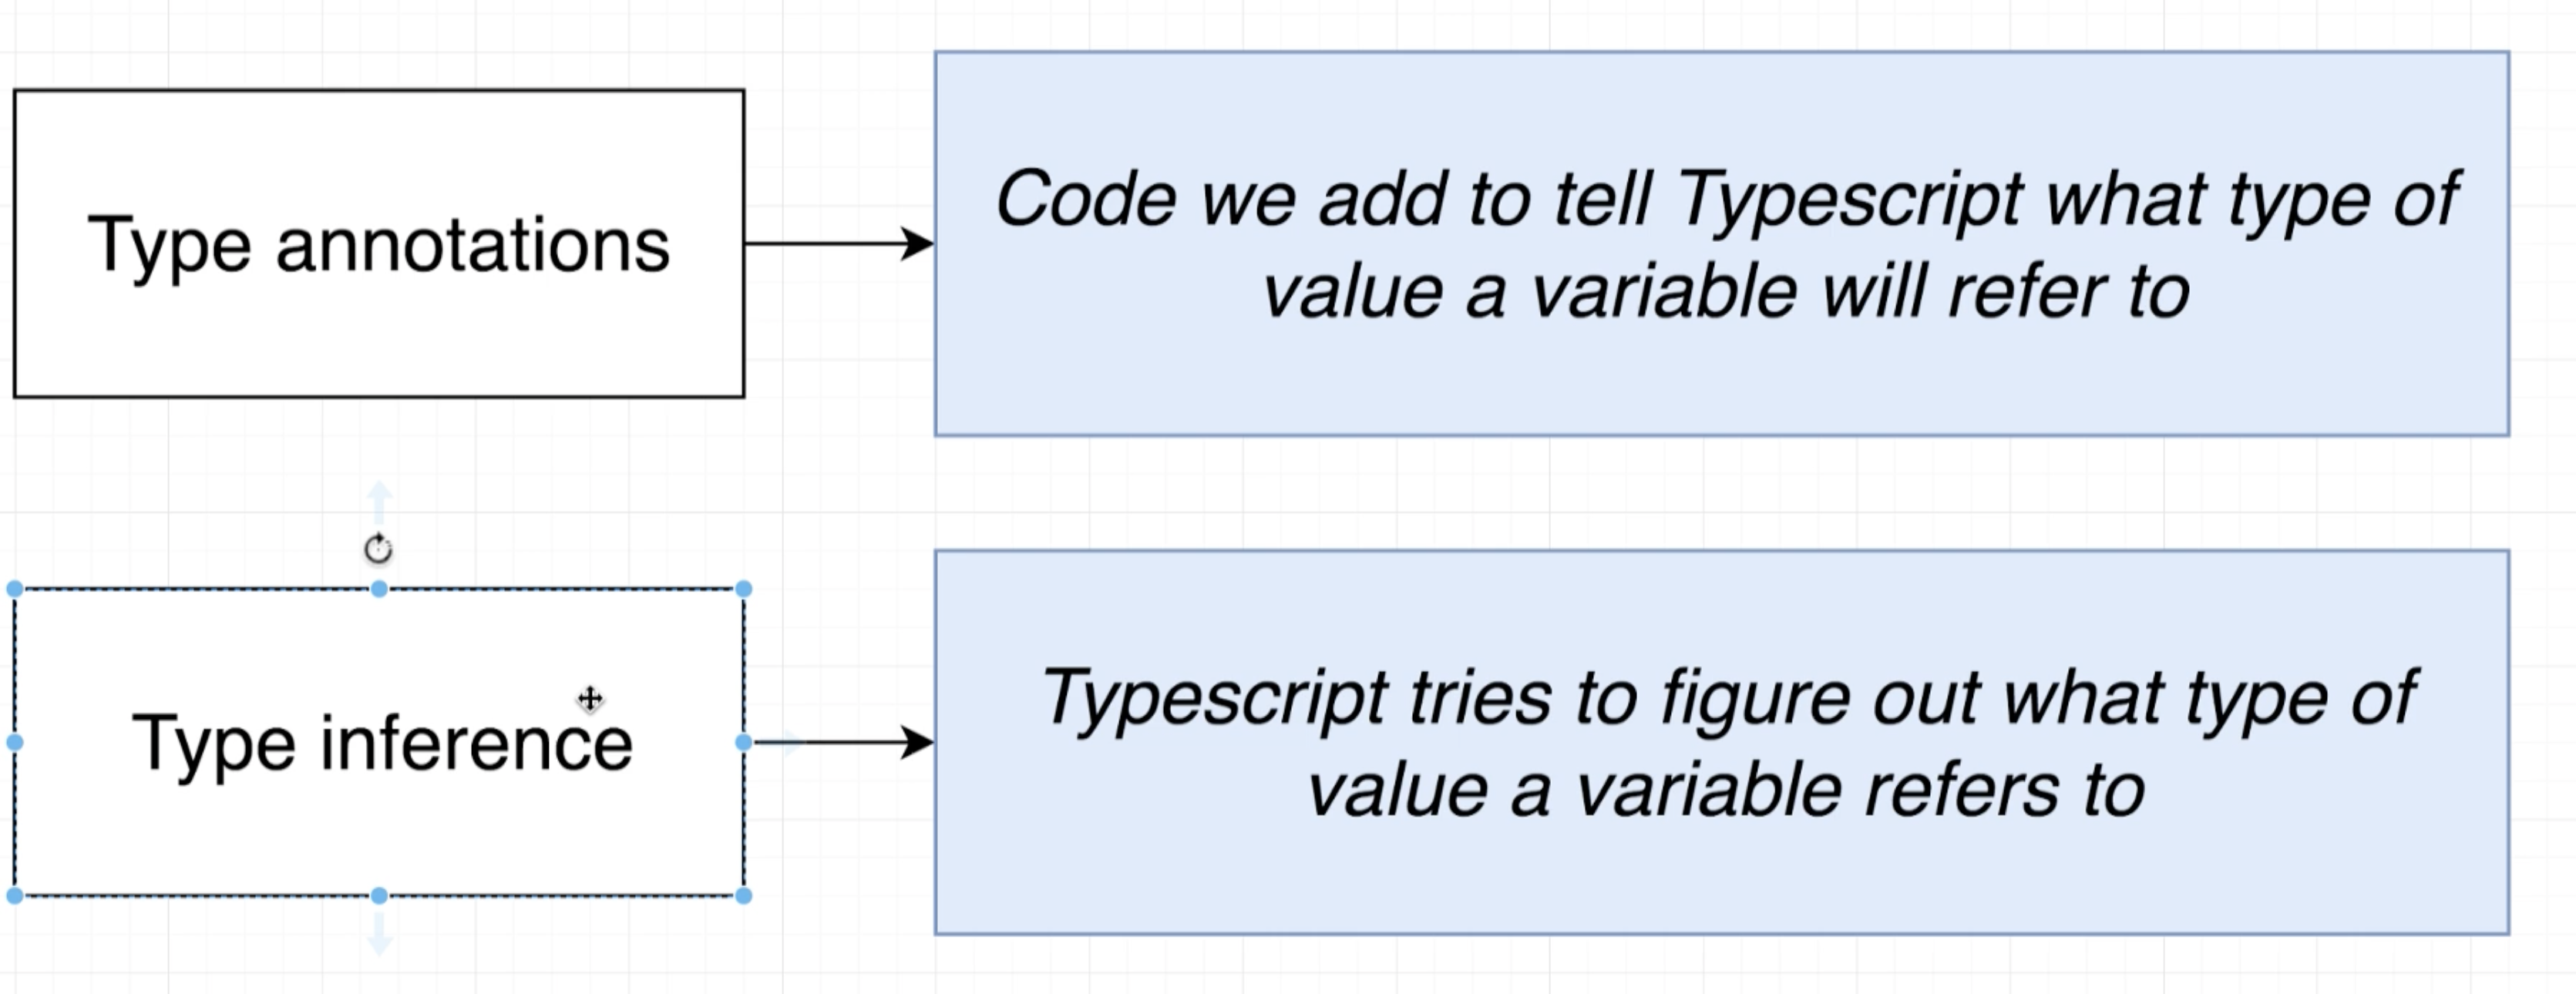 Type annotations
Code we add to tell Typescript what type of
value a variable will refer to
Type inference
Typescript tries to figure out what type of
value a variable refers to